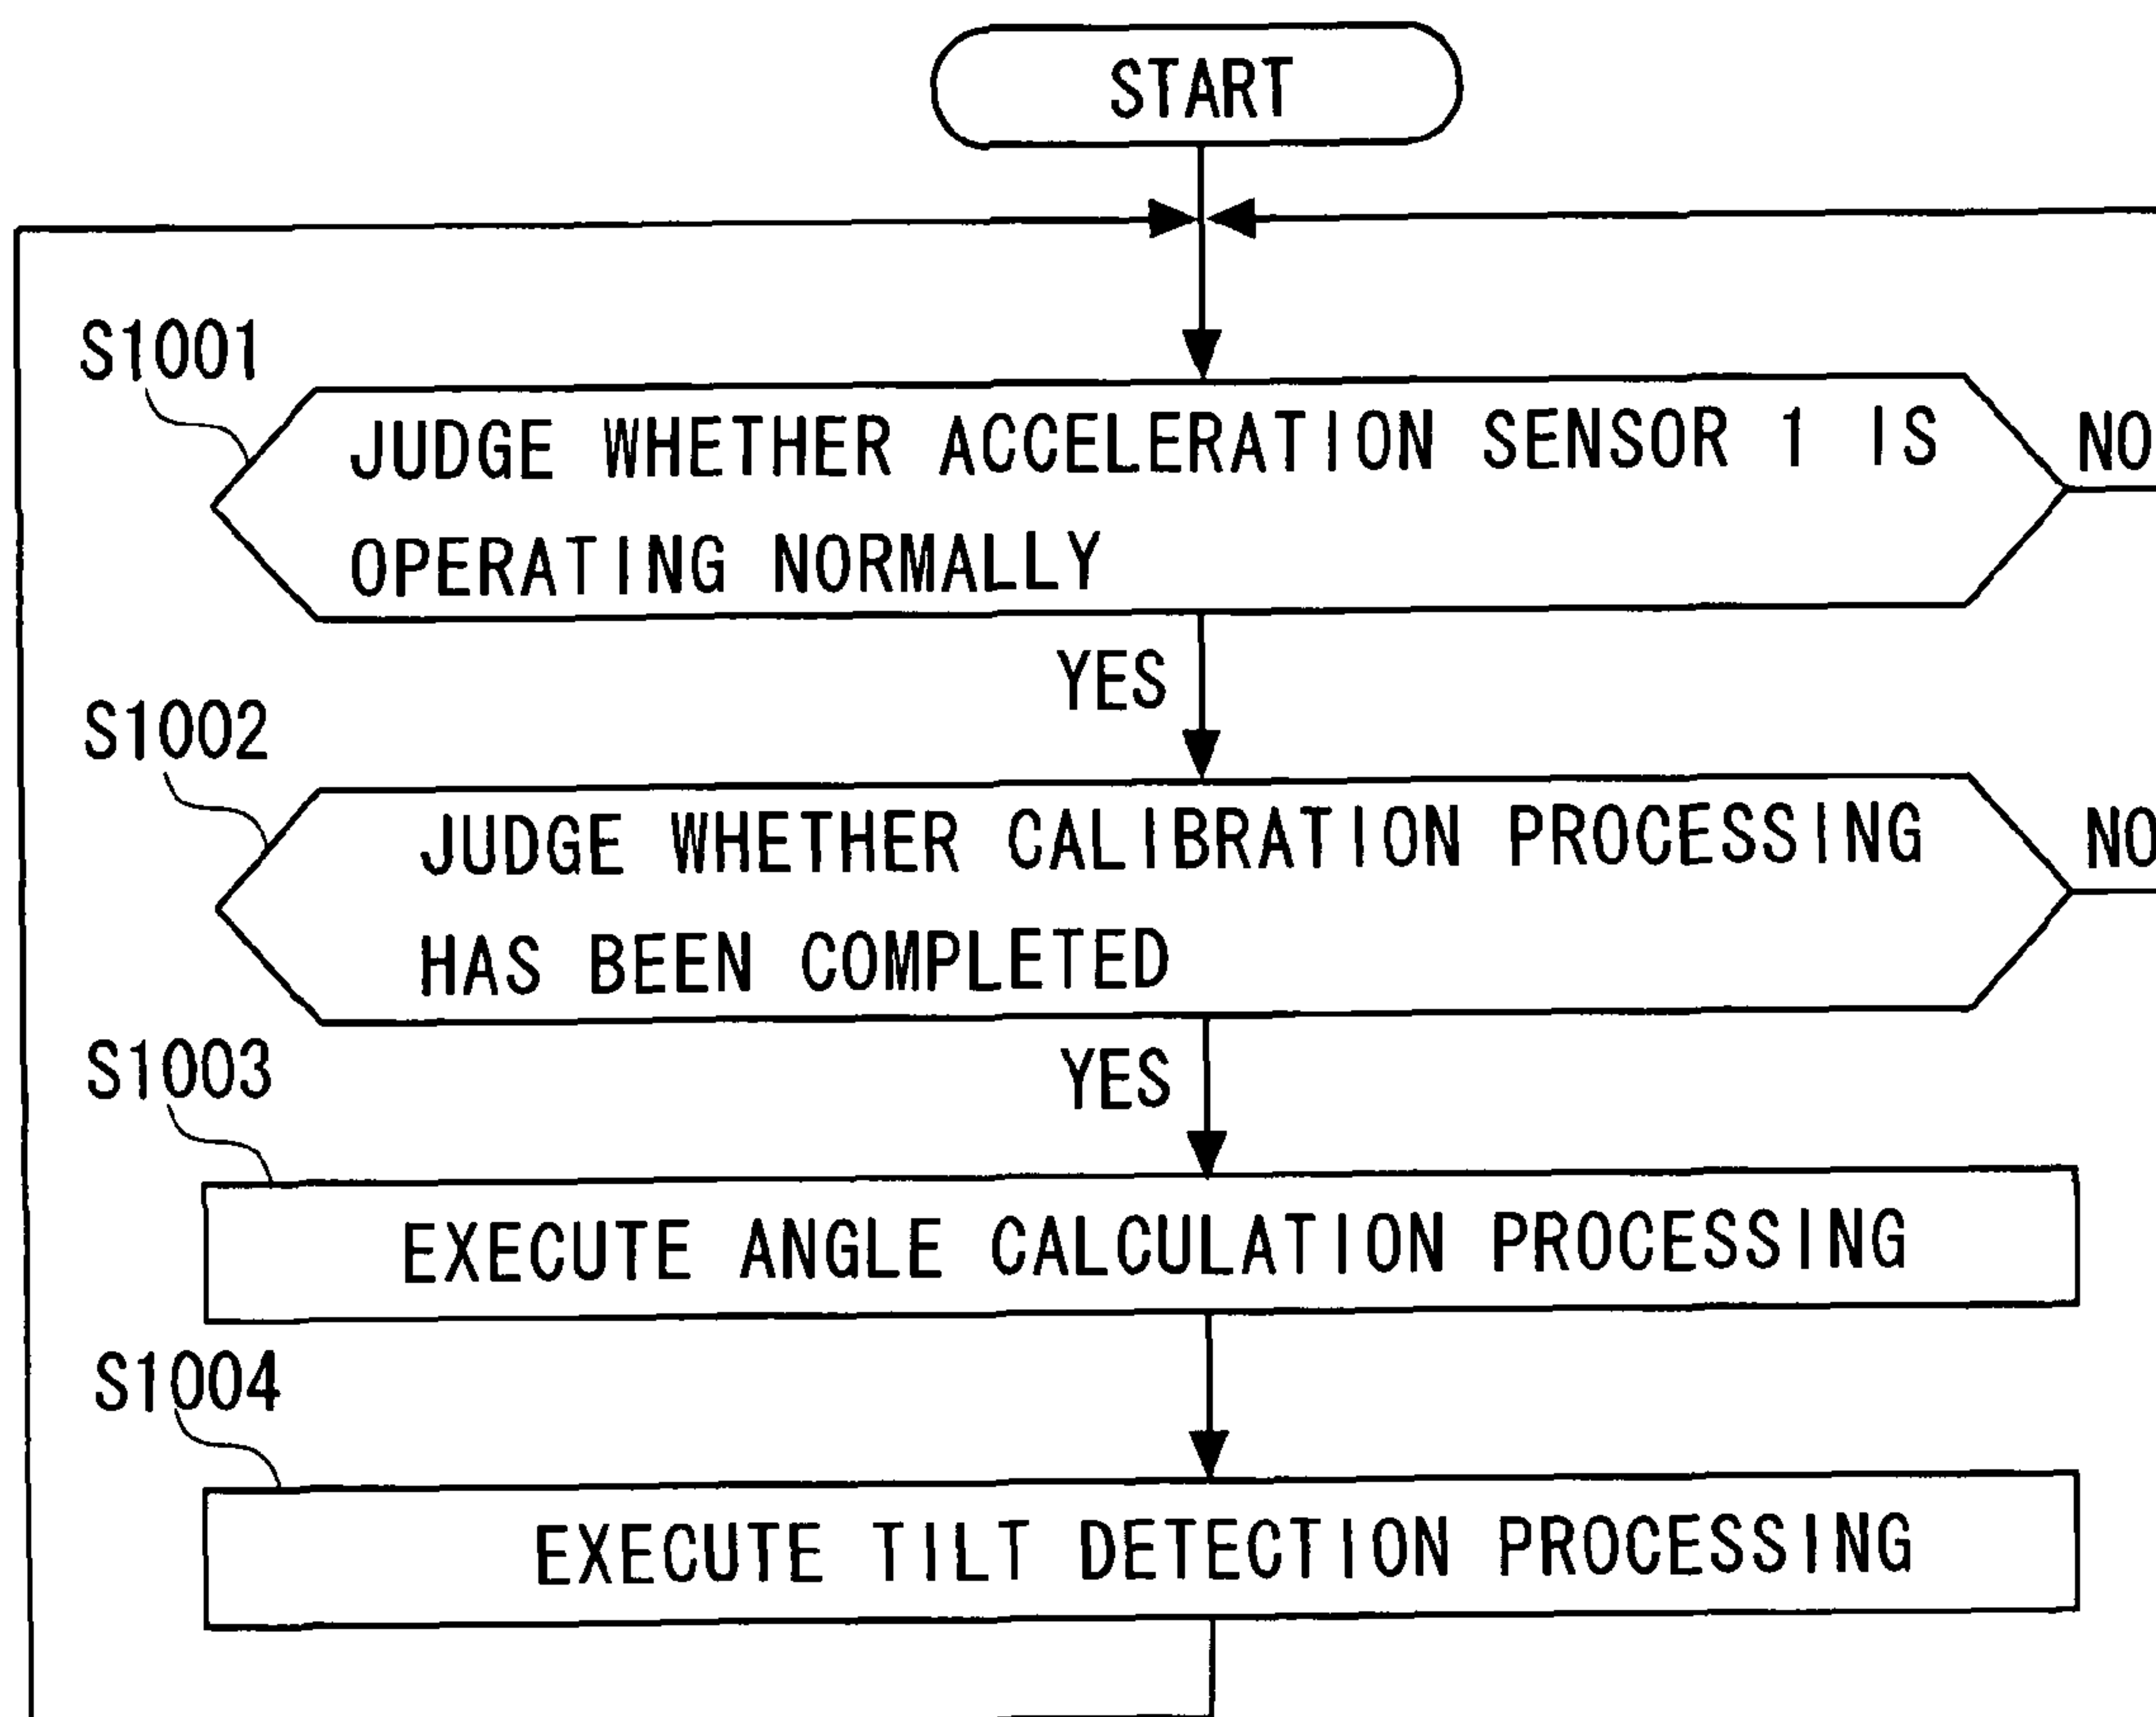 START
S1001
JUDGE WHETHER ACCELERATION SENSOR 1 IS
OPERATING NORMALLY
NO
YES
S1002
JUDGE WHETHER CALIBRATION PROCESSING
HAS BEEN COMPLETED
NO
YES
S1003
EXECUTE ANGLE CALCULATION PROCESSING
S1004
EXECUTE TILT DETECTION PROCESSING